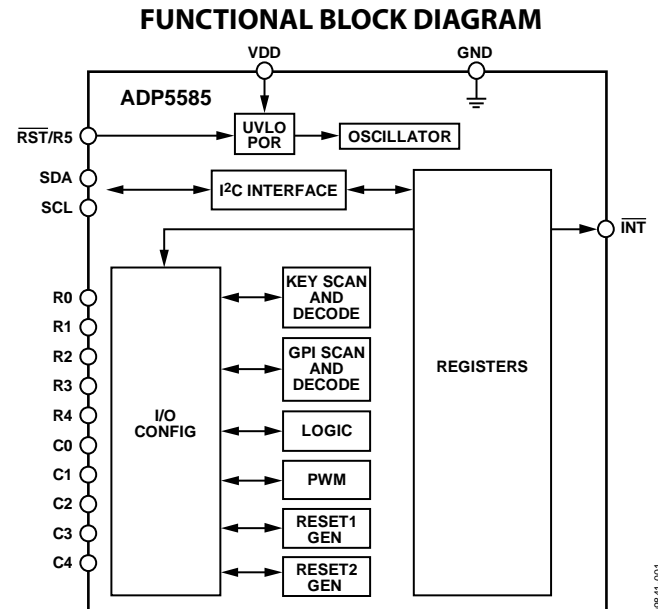 FUNCTIONAL BLOCK DIAGRAM
VDD
GND
ADP5585
RST/R5
UVLO
POR
OSCILLATOR
SDA
SCL
I²C INTERFACE
INT
R0
R1
R2
R3
R4
C0
C1
C2
C3
C4
I/O
CONFIG
KEY SCAN
AND
DECODE
GPI SCAN
AND
DECODE
LOGIC
PWM
RESET1
GEN
RESET2
GEN
REGISTERS